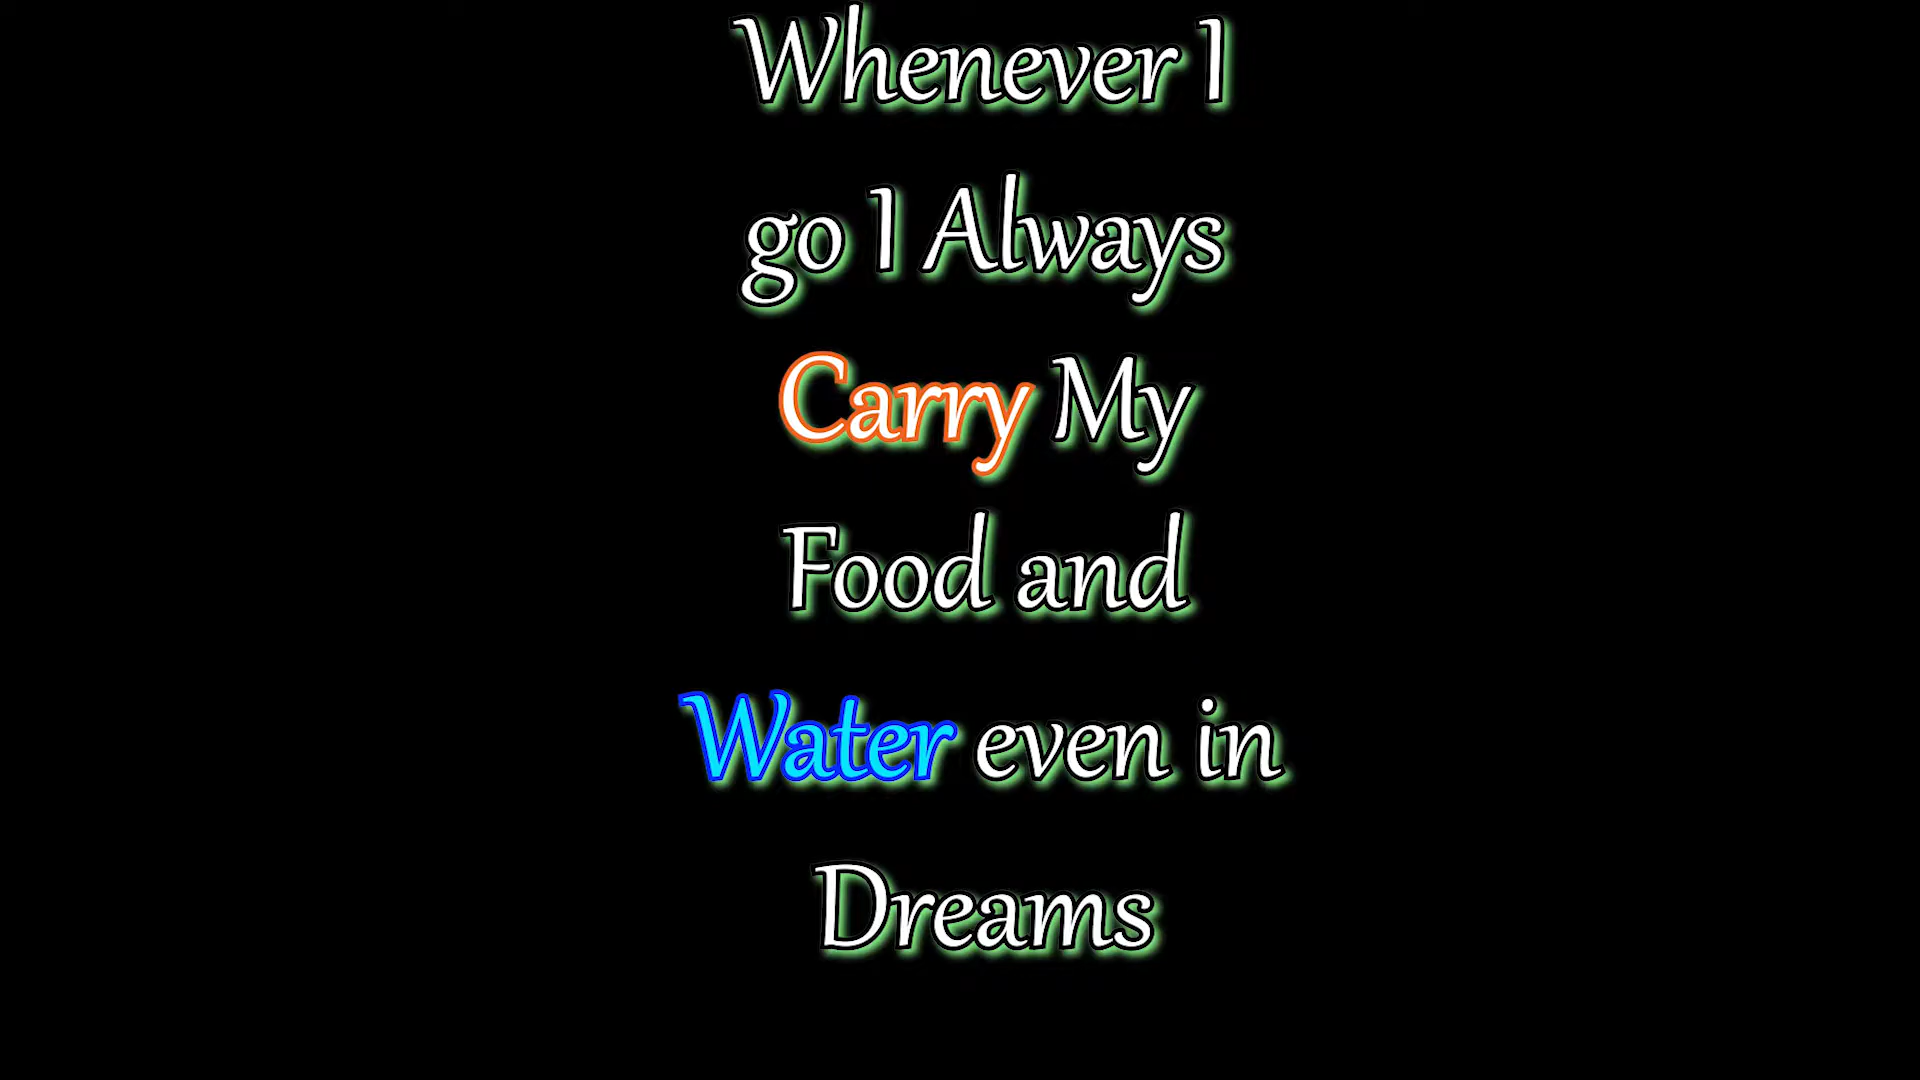 Whenever I
go I Always
Carry My
Food and
Water even in
Dreams